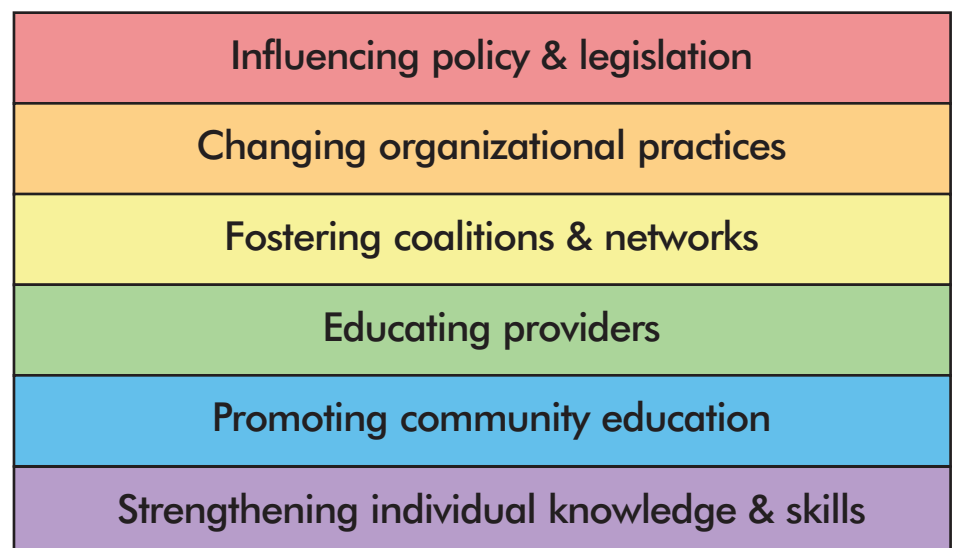 Influencing policy & legislation
Changing organizational practices
Fostering coalitions & networks
Educating providers
Promoting community education
Strengthening individual knowledge & skills